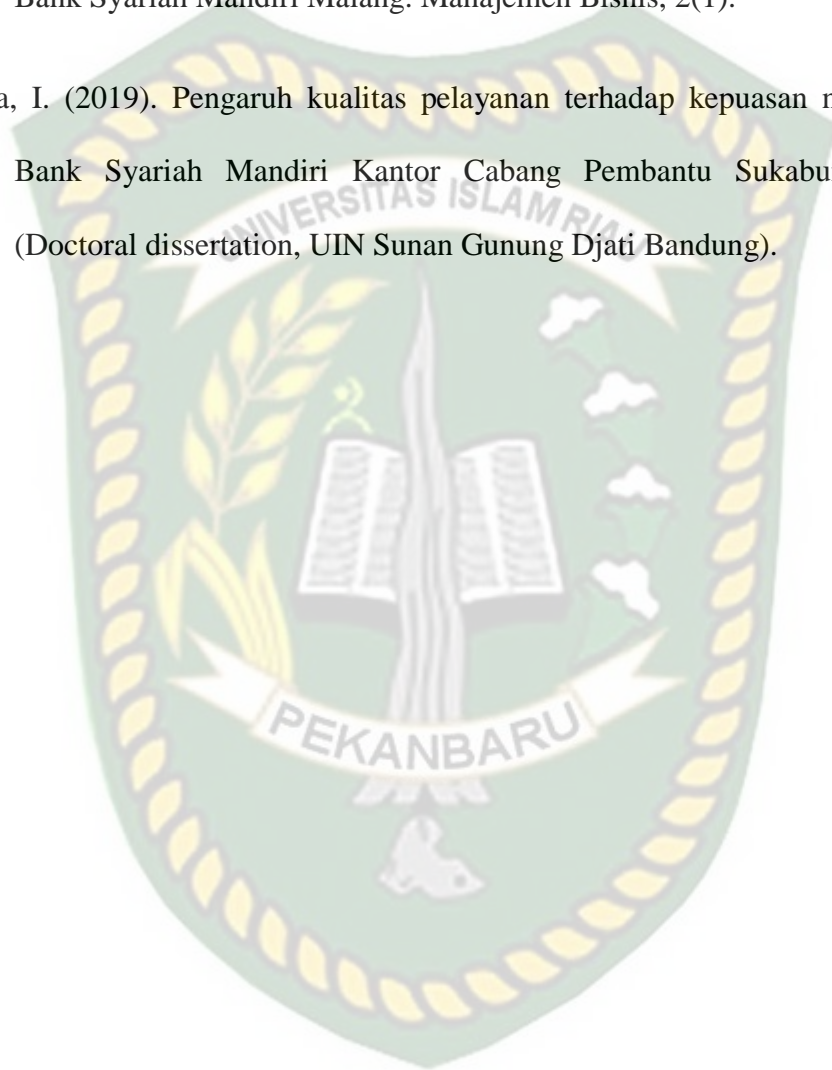 Bank Syariah Mandiri Malang. Manajemen Bisnis, 2(1).
a, I. (2019). Pengaruh kualitas pelayanan terhadap kepuasan n
Bank Syariah Mandiri Kantor Cabang Pembantu Sukabu
(Doctoral dissertation, UIN Sunan Gunung Djati Bandung).
UNIVERSITAS ISLAM RIAU
PEKANBARU